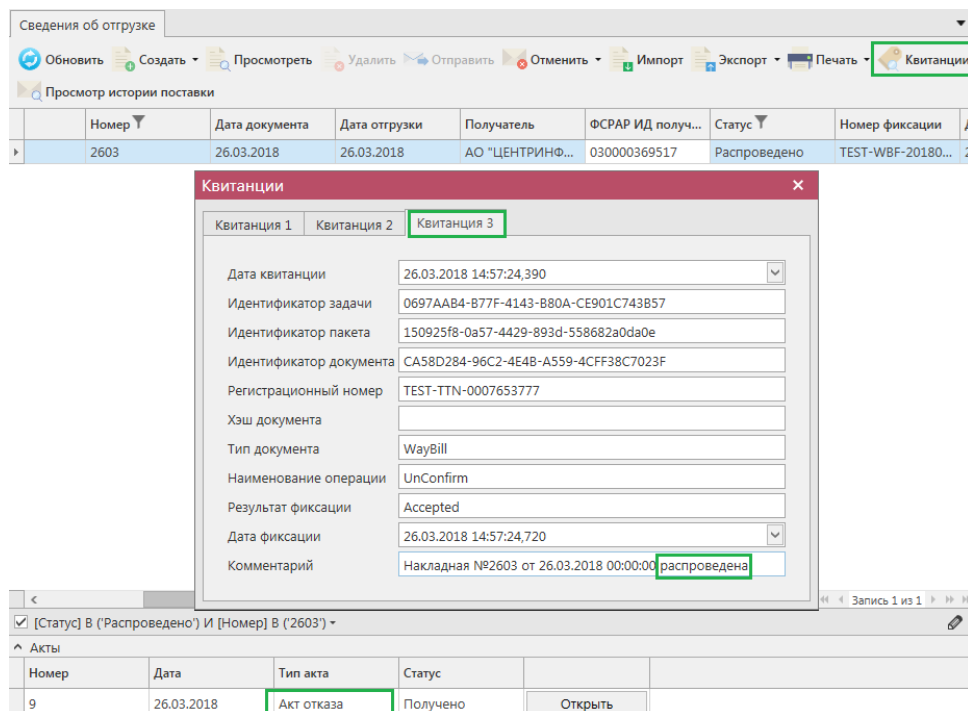 Сведения об отгрузке
Обновить Создать Просмотреть Удалить Отправить Отменить Импорт Экспорт Печать Квитанции
Просмотр истории поставки
Номер Дата документа Дата отгрузки Получатель ФСРАР ИД получ... Статус Номер фиксации
2603 26.03.2018 26.03.2018 АО "ЦЕНТРИНФ... 030000369517 Распроведено TEST-WBF-20180...
Квитанции
Квитанция 1 Квитанция 2 Квитанция 3
Дата квитанции 26.03.2018 14:57:24,390
Идентификатор задачи 0697AAB4-B77F-4143-B80A-CE901C743B57
Идентификатор пакета 150925f8-0a57-4429-893d-558682a0da0e
Идентификатор документа CA58D284-96C2-4E4B-A559-4CFF38C7023F
Регистрационный номер TEST-TTN-0007653777
Хэш документа
Тип документа WayBill
Наименование операции UnConfirm
Результат фиксации Accepted
Дата фиксации 26.03.2018 14:57:24,720
Комментарий Накладная №2603 от 26.03.2018 00:00:00 распроведена
Запись 1 из 1
[Статус] В ('Распроведено') И [Номер] В ('2603')
Акты
Номер Дата Тип акта Статус
9 26.03.2018 Акт отказа Получено Открыть